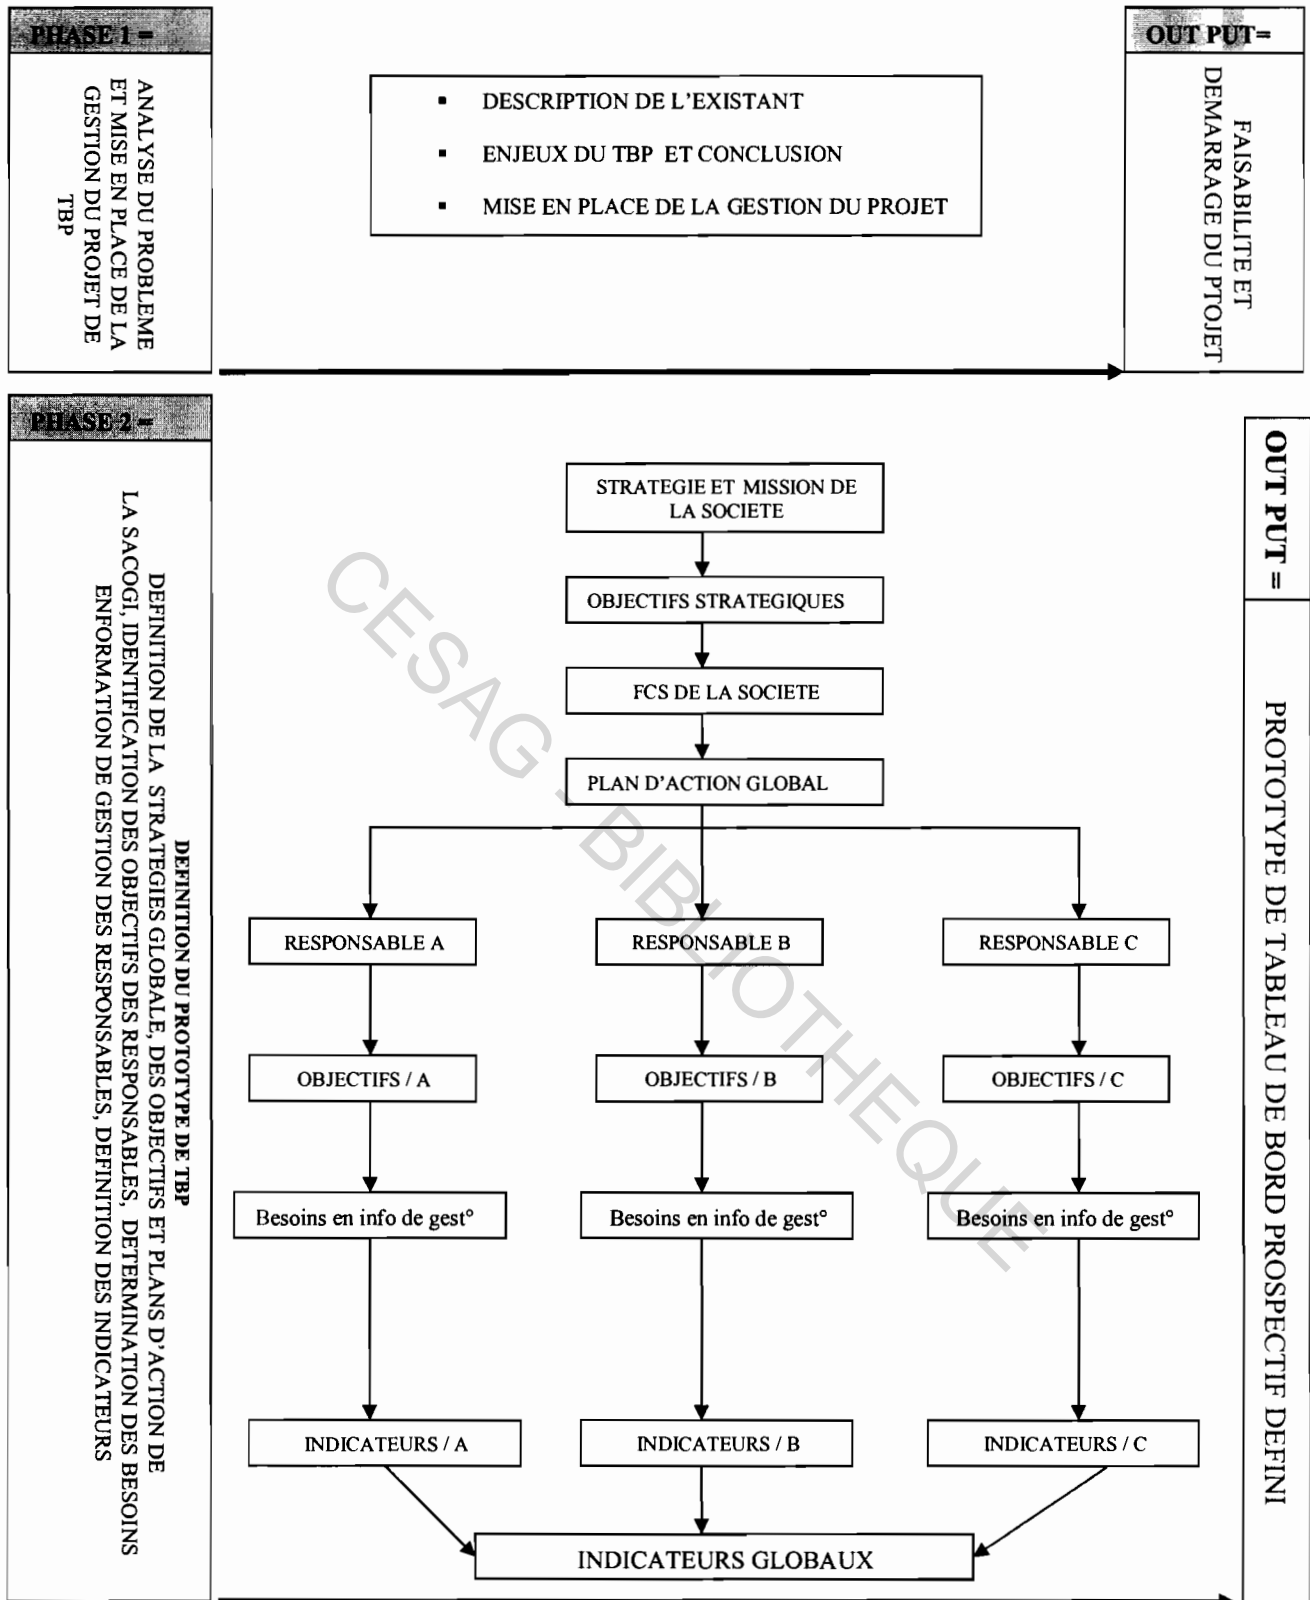 PHASE 1 =
ANALYSE DU PROBLEME
ET MISE EN PLACE DE LA
GESTION DU PROJET DE
TBP
▪ DESCRIPTION DE L'EXISTANT
▪ ENJEUX DU TBP ET CONCLUSION
▪ MISE EN PLACE DE LA GESTION DU PROJET
OUT PUT=
FAISABILITE ET
DEMARRAGE DU PTOJET
PHASE 2 =
DEFINITION DU PROTOTYPE DE TBP
DEFINITION DE LA STRATEGIES GLOBALE, DES OBJECTIFS ET PLANS D'ACTION DE
LA SACOGI, IDENTIFICATION DES OBJECTIFS DES RESPONSABLES, DETERMINATION DES BESOINS
ENFORMATION DE GESTION DES RESPONSABLES, DEFINITION DES INDICATEURS
STRATEGIE ET MISSION DE
LA SOCIETE
OBJECTIFS STRATEGIQUES
FCS DE LA SOCIETE
PLAN D'ACTION GLOBAL
RESPONSABLE A
RESPONSABLE B
RESPONSABLE C
OBJECTIFS / A
OBJECTIFS / B
OBJECTIFS / C
Besoins en info de gest°
Besoins en info de gest°
Besoins en info de gest°
INDICATEURS / A
INDICATEURS / B
INDICATEURS / C
INDICATEURS GLOBAUX
OUT PUT =
PROTOTYPE DE TABLEAU DE BORD PROSPECTIF DEFINI
CESAG - BIBLIOTHEQUE